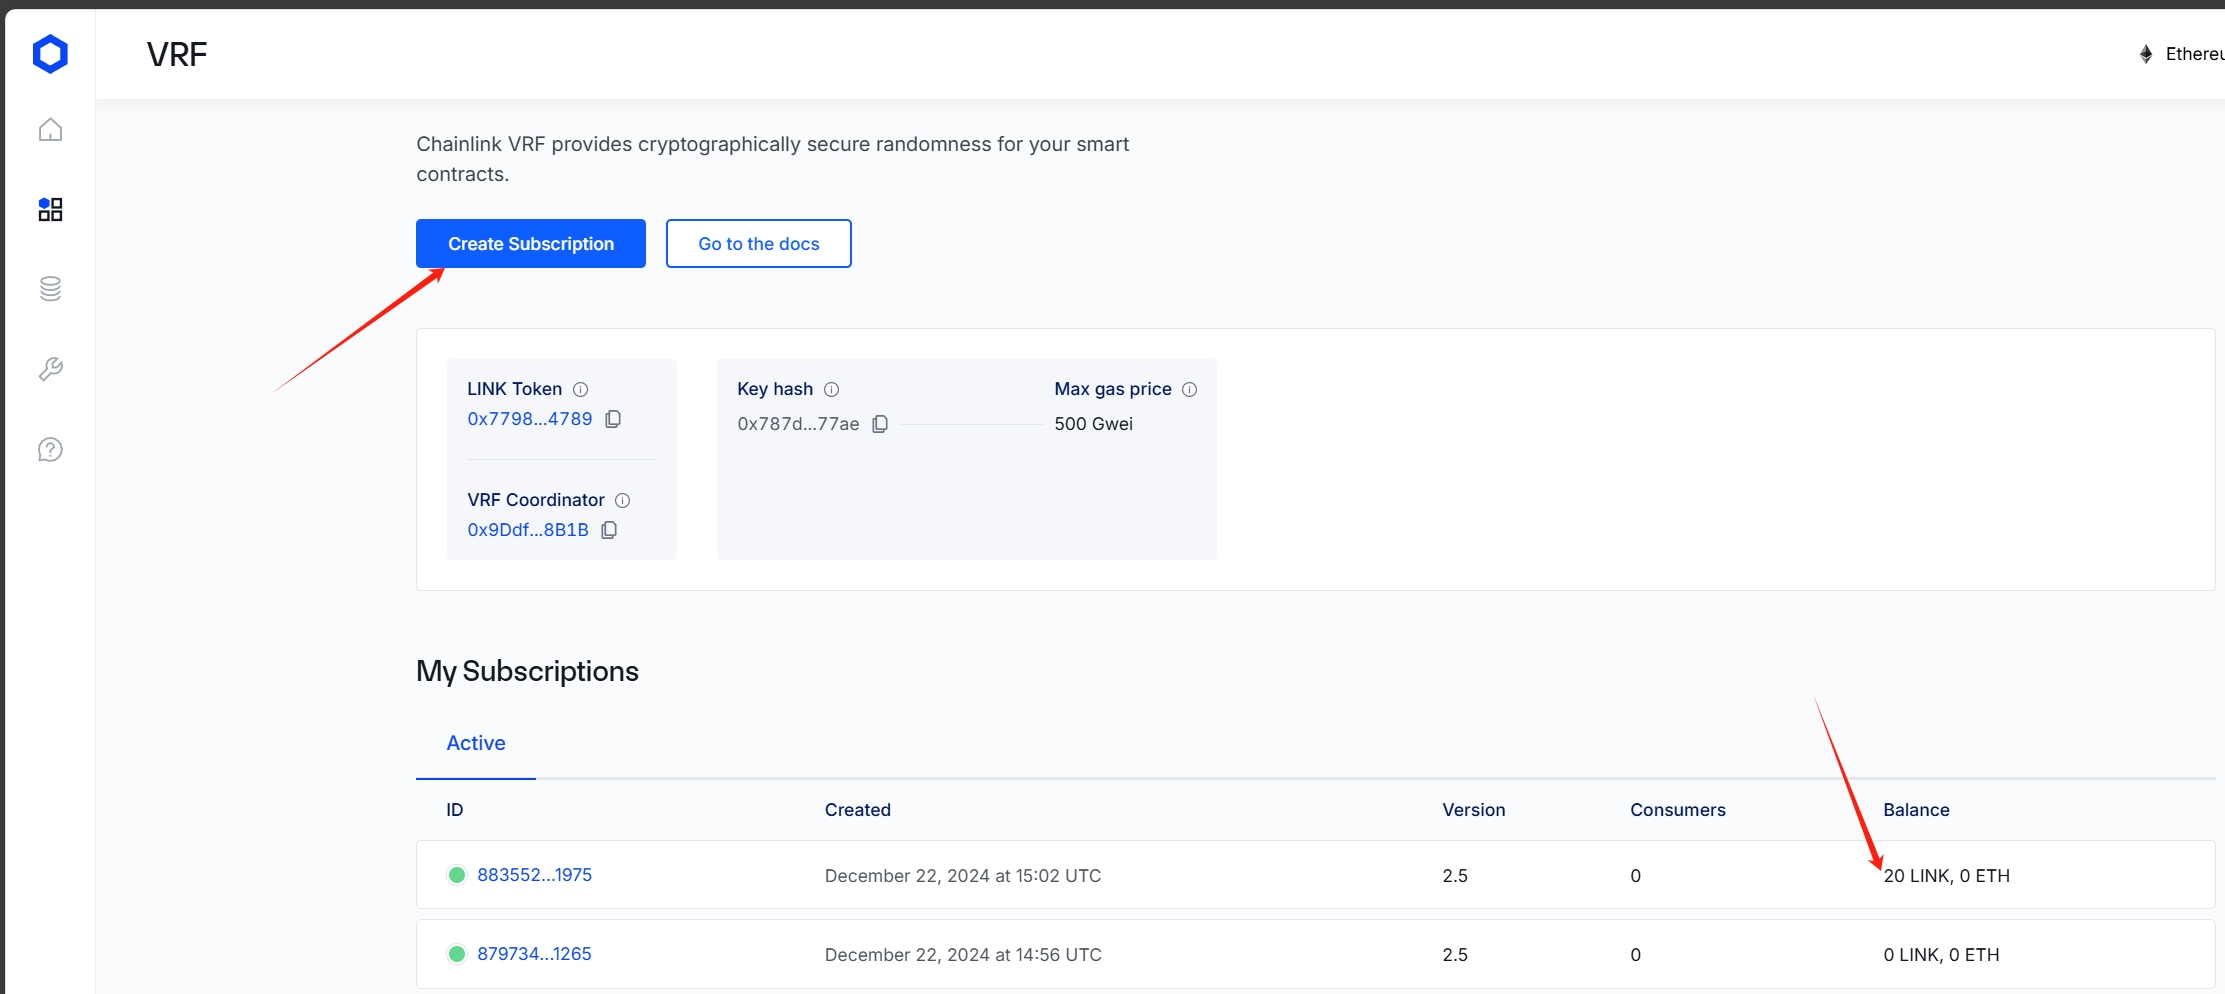 VRF
Ethereu
Chainlink VRF provides cryptographically secure randomness for your smart
contracts.
Create Subscription
Go to the docs
LINK Token
0x7798...4789
VRF Coordinator
0x9Ddf...8B1B
Key hash
Max gas price
0x787d...77ae
500 Gwei
My Subscriptions
Active
ID Created Version Consumers Balance
883552...1975 December 22, 2024 at 15:02 UTC 2.5 0 20 LINK, 0 ETH
879734...1265 December 22, 2024 at 14:56 UTC 2.5 0 0 LINK, 0 ETH